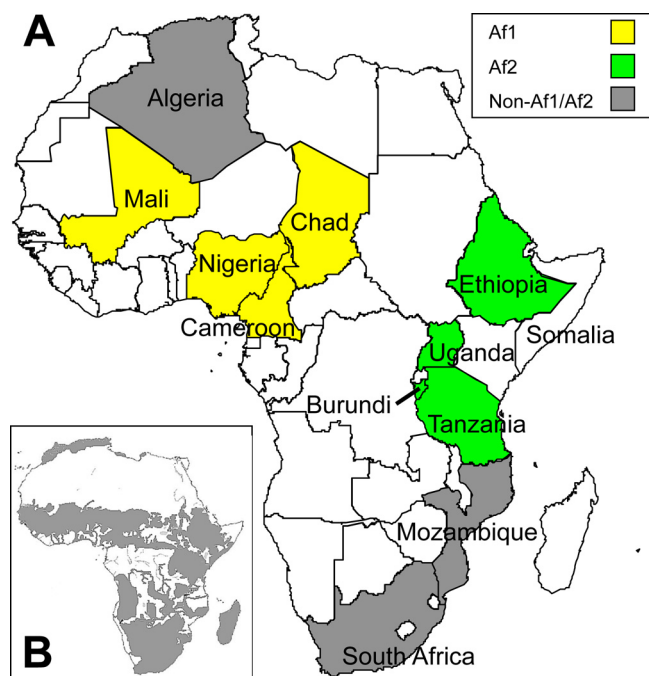 A
Af1
Af2
Non-Af1/Af2
Algeria
Mali
Chad
Nigeria
Ethiopia
Cameroon
Somalia
Uganda
Burundi
Tanzania
Mozambique
South Africa
B